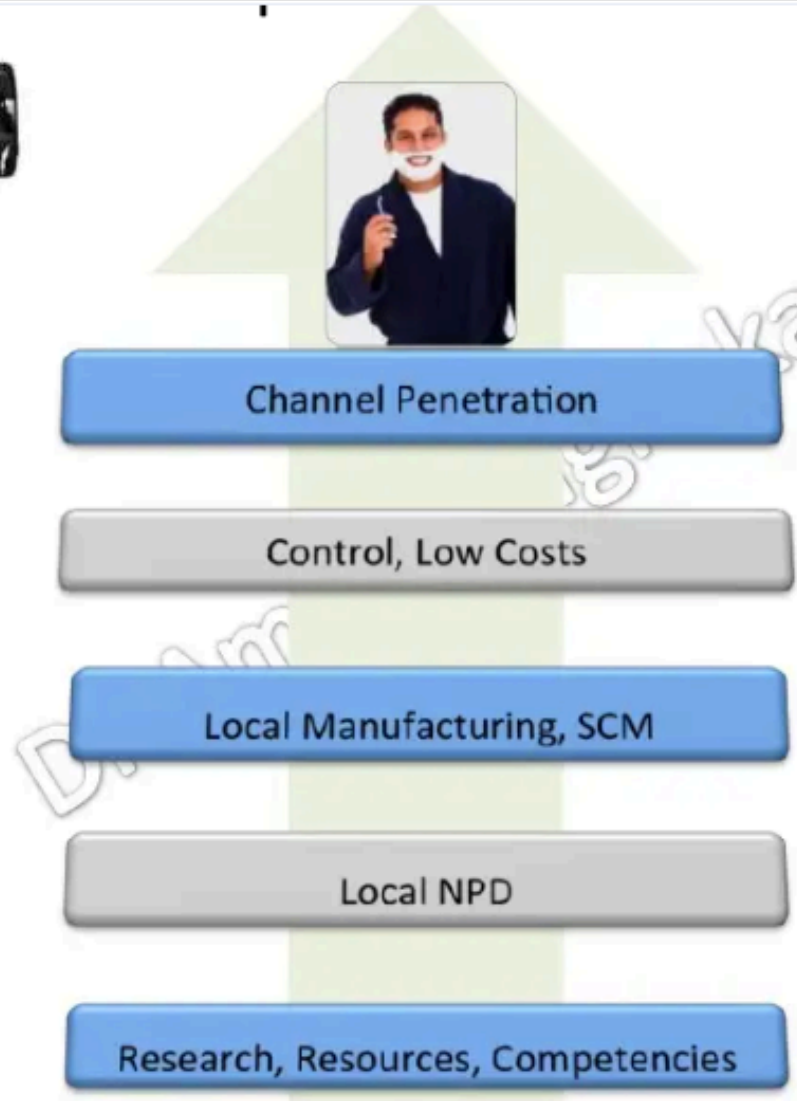 Channel Penetration
Control, Low Costs
Local Manufacturing, SCM
Local NPD
Research, Resources, Competencies